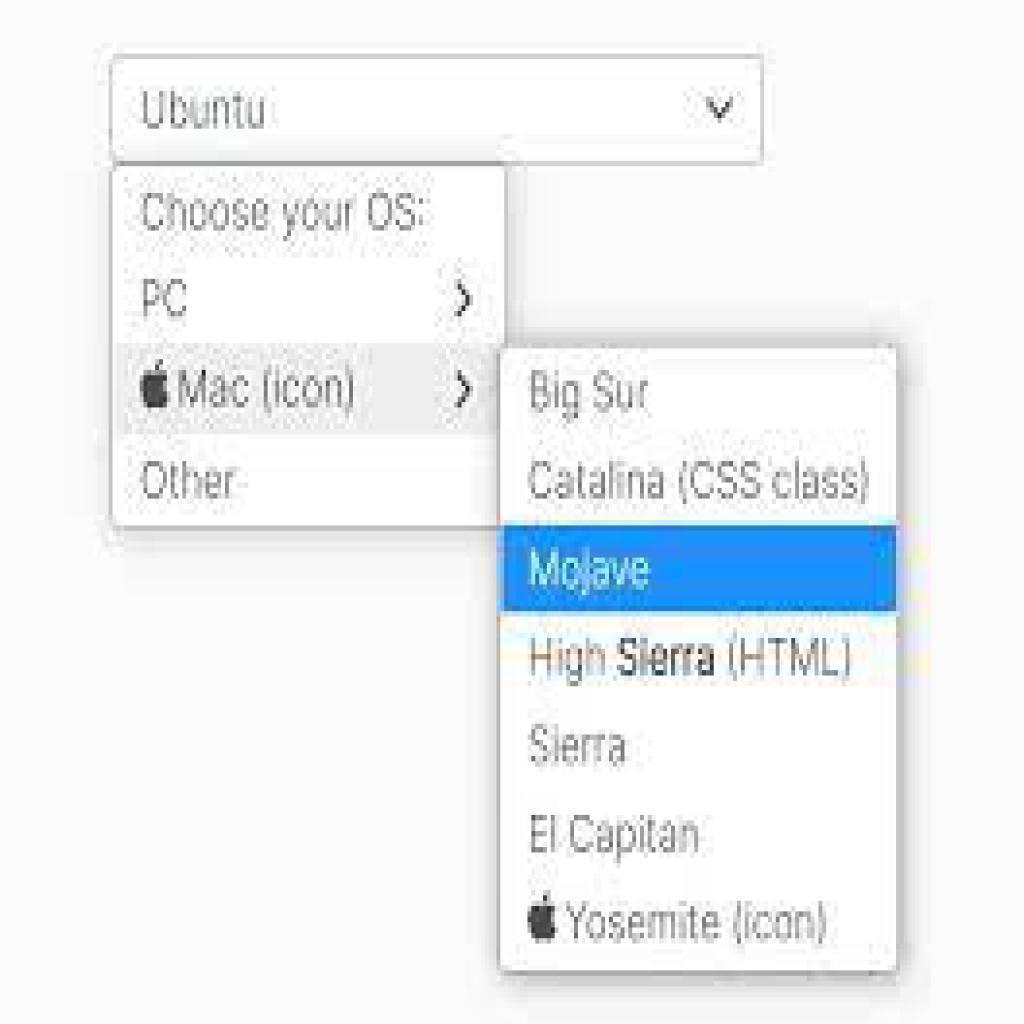 Ubuntu
Choose your OS:
PC
Mac (icon)
Other
Big Sur
Catalina (CSS class)
Mojave
High Sierra (HTML)
Sierra
El Capitan
Yosemite (icon)